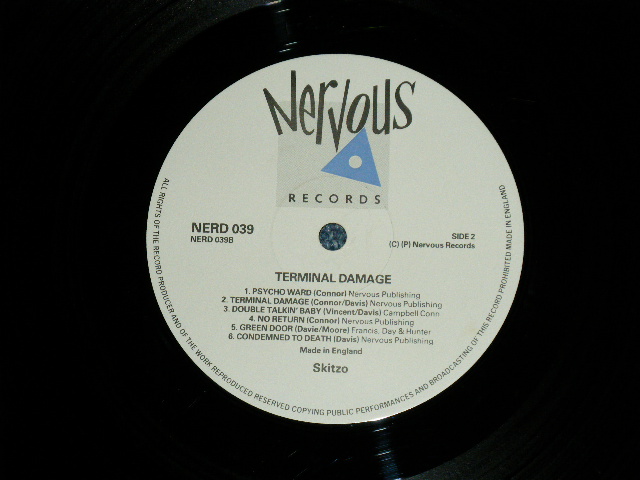 Nervous
RECORDS
NERD 039
NERD 039B
SIDE 2
(C) (P) Nervous Records
TERMINAL DAMAGE
1. PSYCHO WARD (Connor) Nervous Publishing
2. TERMINAL DAMAGE (Connor/Davis) Nervous Publishing
3. DOUBLE TALKIN' BABY (Vincent/Davis) Campbell Conn
4. NO RETURN (Connor) Nervous Publishing
5. GREEN DOOR (Davie/Moore) Francis, Day & Hunter
6. CONDEMNED TO DEATH (Davis) Nervous Publishing
Made in England
Skitzo
ALL RIGHTS OF THE RECORD PRODUCER AND OF THE WORK REPRODUCED RESERVED COPYING PUBLIC PERFORMANCES AND BROADCASTING OF THIS RECORD PROHIBITED MADE IN ENGLAND